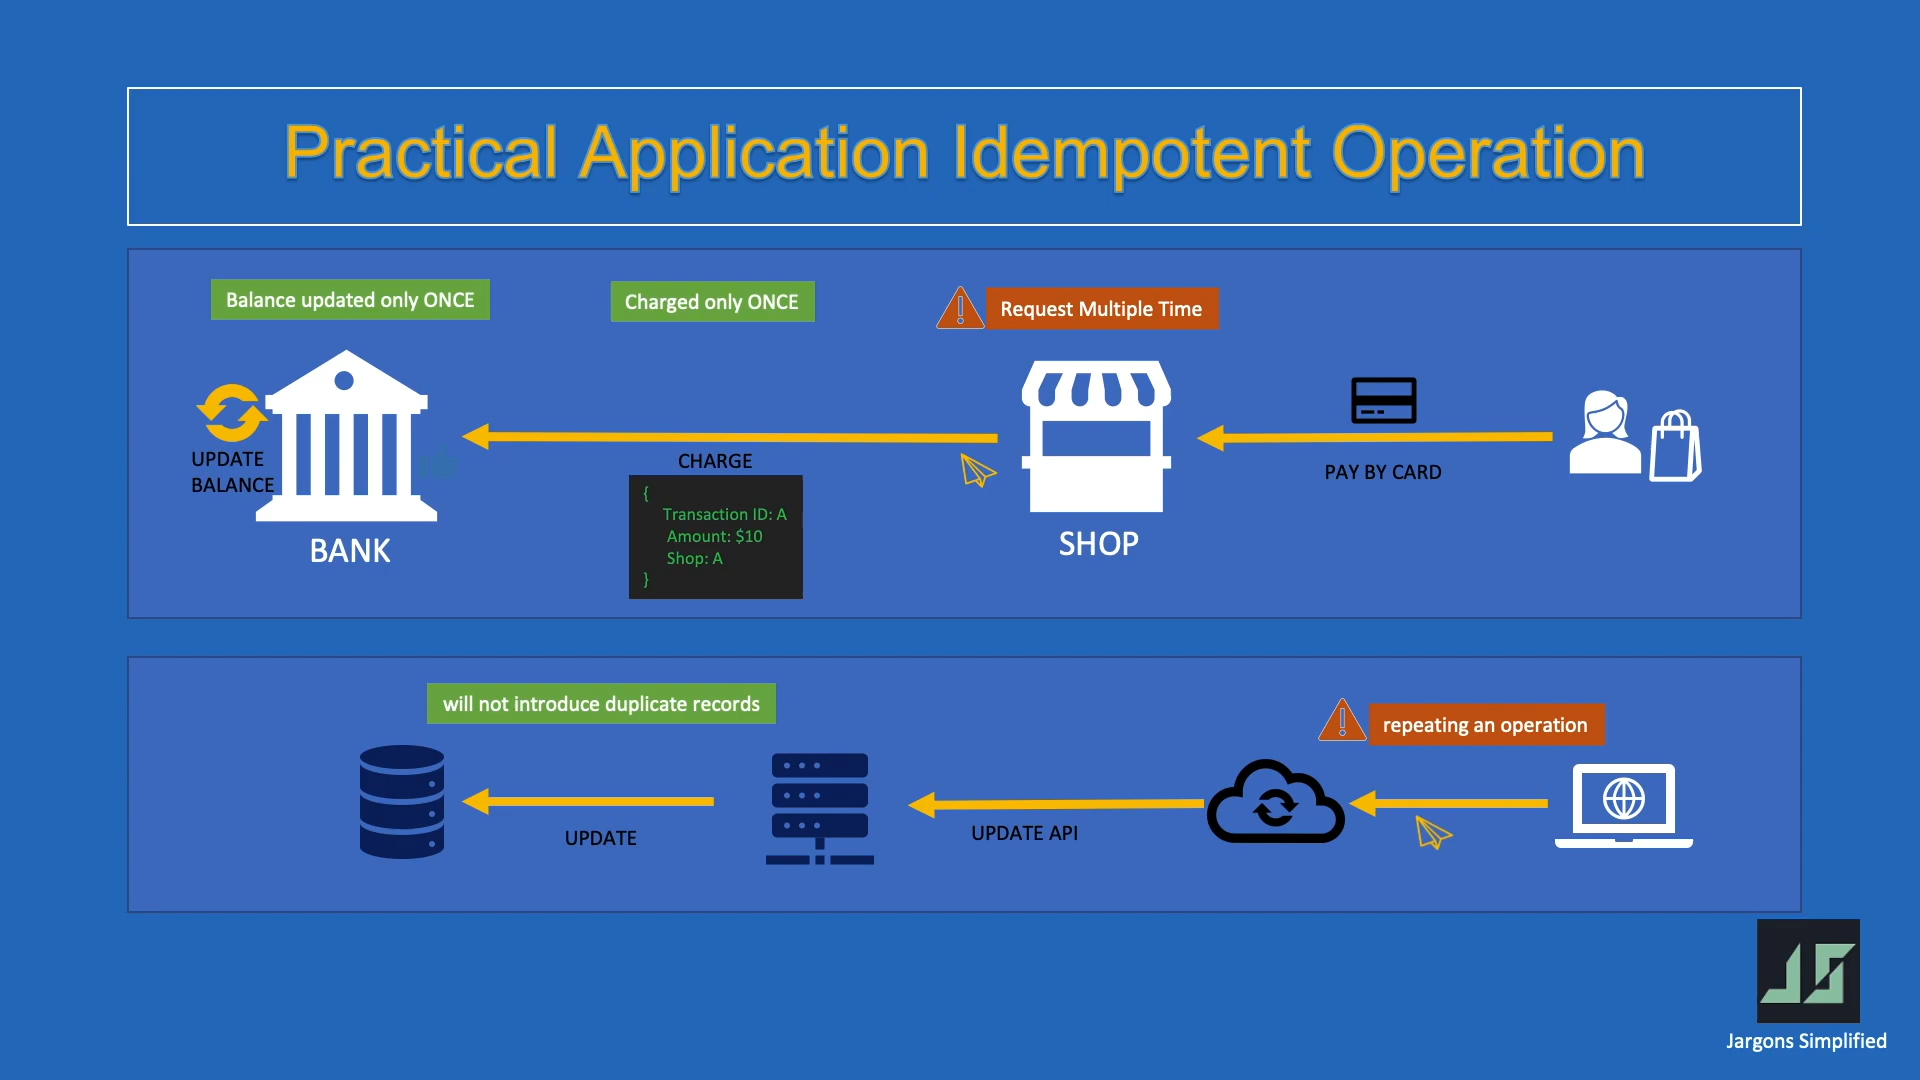 Practical Application Idempotent Operation
Balance updated only ONCE
Charged only ONCE
Request Multiple Time
UPDATE
BALANCE
BANK
CHARGE
{
Transaction ID: A
Amount: $10
Shop: A
}
SHOP
PAY BY CARD
will not introduce duplicate records
repeating an operation
UPDATE
UPDATE API
JS
Jargons Simplified